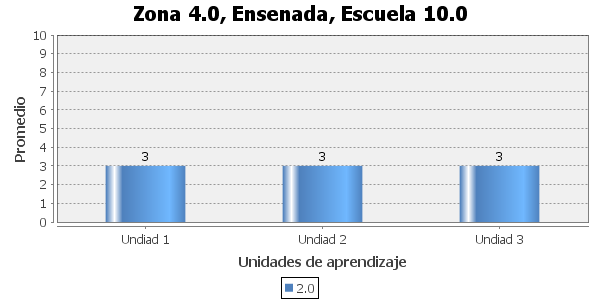 Zona 4.0, Ensenada, Escuela 10.0
Promedio
10
9
8
7
6
5
4
3
2
1
0
3
3
3
Undiad 1
Unidad 2
Undiad 3
Unidades de aprendizaje
2.0